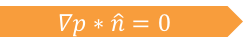 ∇p * n̂ = 0